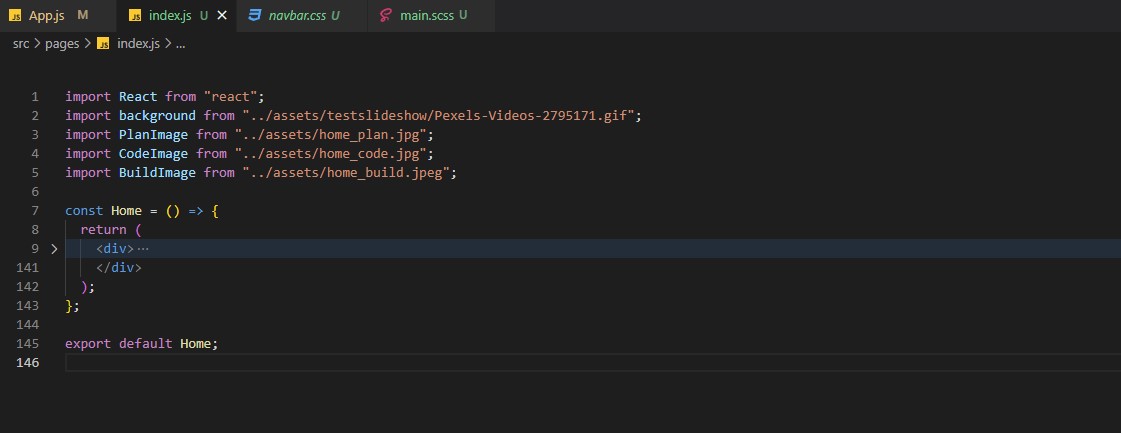 JS App.js M JS index.js U × navbar.css U main.scss U
src > pages > JS index.js > ...
1 import React from "react";
2 import background from "../assets/testslideshow/Pexels-Videos-2795171.gif";
3 import PlanImage from "../assets/home_plan.jpg";
4 import CodeImage from "../assets/home_code.jpg";
5 import BuildImage from "../assets/home_build.jpeg";
6
7 const Home = () => {
8 return (
9 > <div>···
141 </div>
142 );
143 };
144
145 export default Home;
146